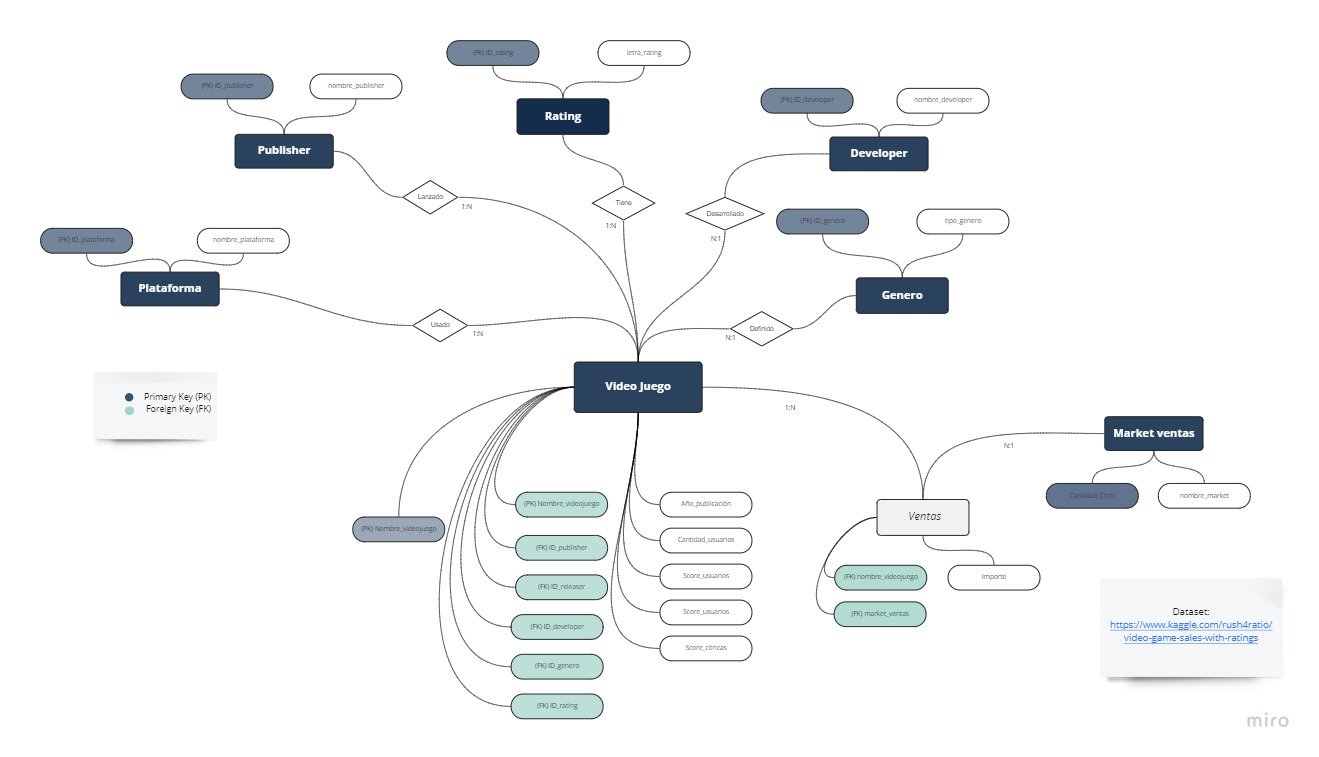 (FK) ID_rating
letra_rating
(PK) ID_publisher
nombre_publisher
Rating
(PK) ID_developer
nombre_developer
Publisher
Developer
Lanzado
1:N
Tiene
1:N
Desarrollado
N:1
(PK) ID_genero
tipo_genero
(FK) ID_plataforma
nombre_plataforma
Plataforma
Genero
Usado
1:N
Definido
N:1
Video Juego
Primary Key (PK)
Foreign Key (FK)
1:N
Market ventas
N:1
Cantidad_Ctrit
nombre_market
(PK) Nombre_videojuego
(PK) Nombre_videojuego
(FK) ID_publisher
(FK) ID_releaser
(FK) ID_developer
(FK) ID_genero
(FK) ID_rating
Año_publicación
Cantidad_usuarios
Score_usuarios
Score_usuarios
Score_citricas
Ventas
(FK) nombre_videojuego
Importe
(FK) market_ventas
Dataset:
https://www.kaggle.com/rush4ratio/
video-game-sales-with-ratings
miro